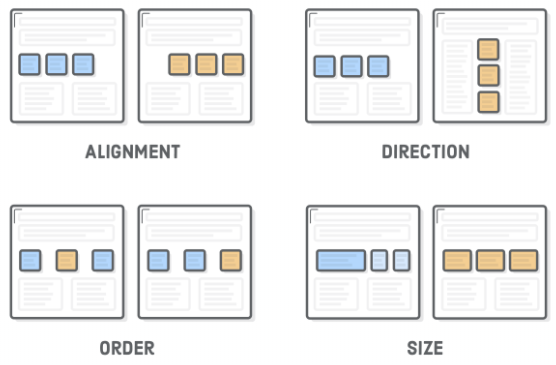 ALIGNMENT
DIRECTION
ORDER
SIZE